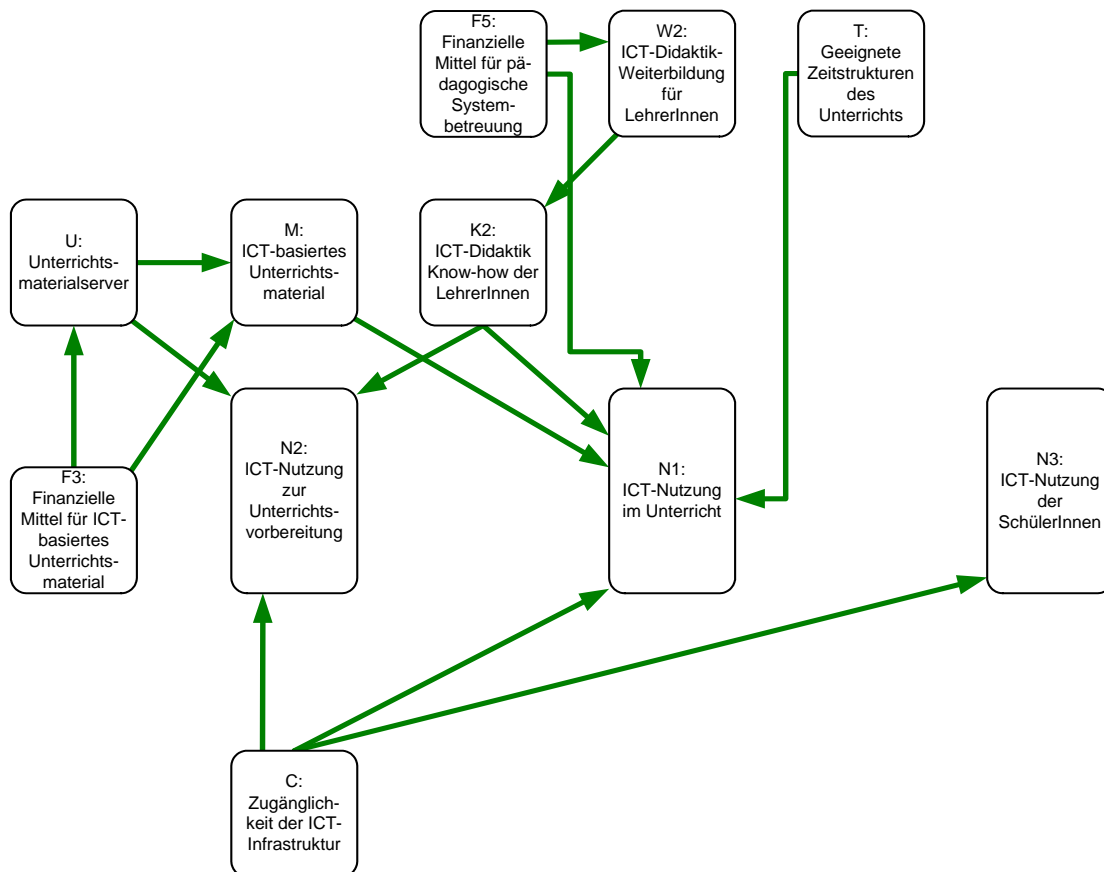 F5:
Finanzielle
Mittel für pä-
dagogische
System-
betreuung
W2:
ICT-Didaktik-
Weiterbildung
für
LehrerInnen
T:
Geeignete
Zeitstrukturen
des
Unterrichts
U:
Unterrichts-
materialserver
M:
ICT-basiertes
Unterrichts-
material
K2:
ICT-Didaktik
Know-how der
LehrerInnen
F3:
Finanzielle
Mittel für ICT-
basiertes
Unterrichts-
material
N2:
ICT-Nutzung
zur
Unterrichts-
vorbereitung
N1:
ICT-Nutzung
im Unterricht
N3:
ICT-Nutzung
der
SchülerInnen
C:
Zugänglich-
keit der ICT-
Infrastruktur